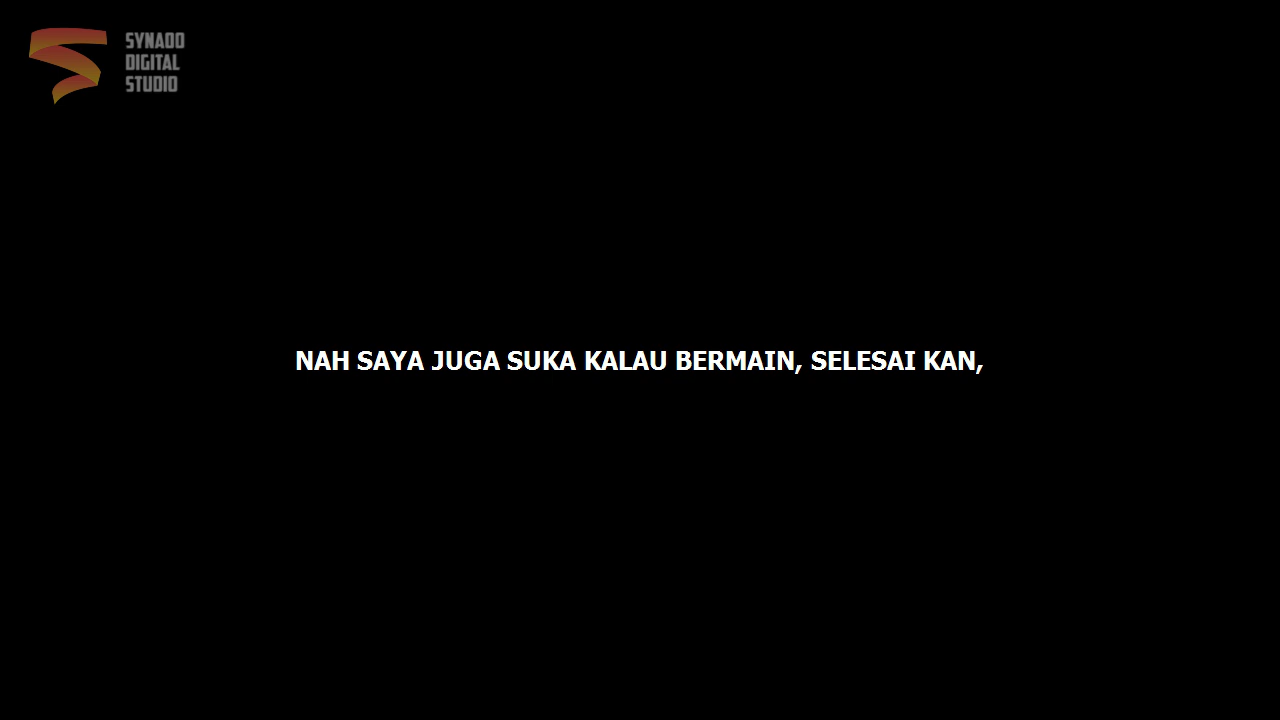 SYNADO
DIGITAL
STUDIO
NAH SAYA JUGA SUKA KALAU BERMAIN, SELESAI KAN,